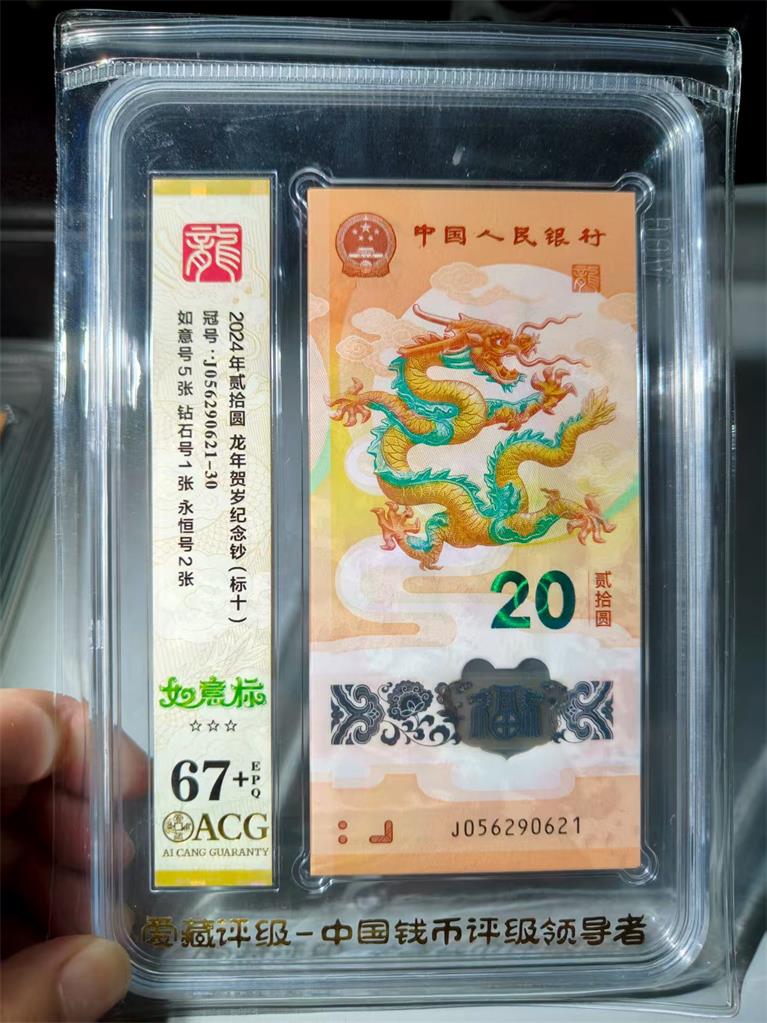 龍
2024年贰拾圆 龙年贺岁纪念钞(标十)
冠号:J056290621-30
如意号5张 钻石号1张 永恒号2张
如意标
☆☆☆
67+EPQ
ACG
AI CANG GUARANTY
中国人民银行
龍
20
贰拾圆
福
J056290621
爱藏评级-中国钱币评级领导者